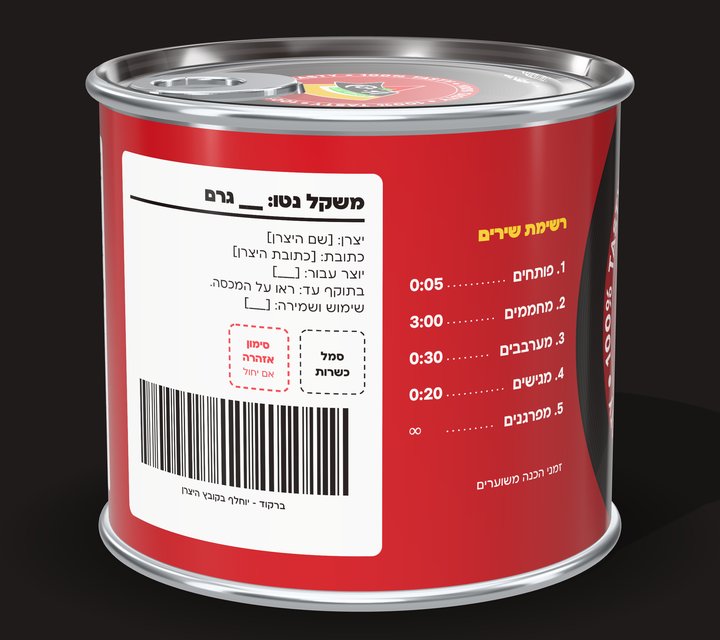 רשימת שירים
1. פותחים .......... 0:05
2. מחממים ........ 3:00
3. מערבבים ........ 0:30
4. מגישים ......... 0:20
5. מפרגנים ........ ∞
זמני הכנה משוערים
משקל נטו: __ גרם
יצרן: [שם היצרן]
כתובת: [כתובת היצרן]
יוצר עבור: [__]
בתוקף עד: ראו על המכסה.
שימוש ושמירה: [__]
סמל
כשרות
סימון
אזהרה
אם יחול
ברקוד - יוחלף בקובץ היצרן
100% TAS